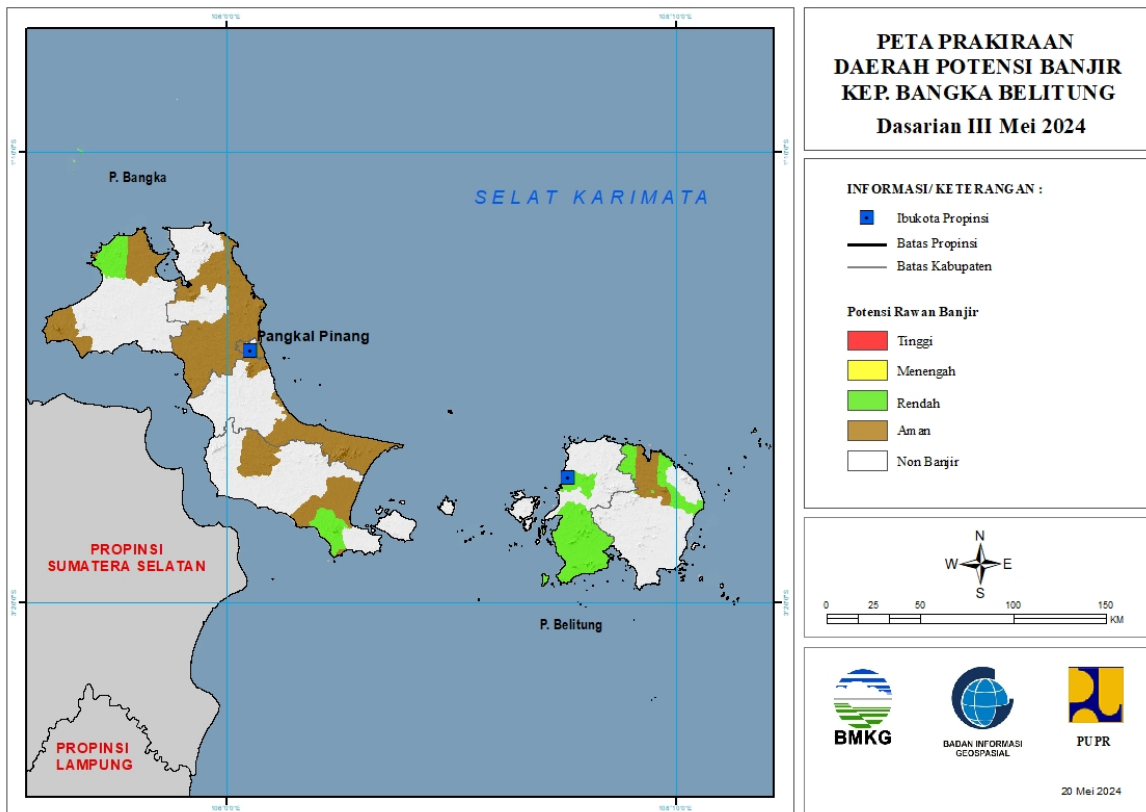 PETA PRAKIRAAN
DAERAH POTENSI BANJIR
KEP. BANGKA BELITUNG
Dasarian III Mei 2024
P. Bangka
SELAT KARIMATA
Pangkal Pinang
PROPINSI
SUMATERA SELATAN
P. Belitung
PROPINSI
LAMPUNG
INFORMASI/ KETERANGAN :
Ibukota Propinsi
Batas Propinsi
Batas Kabupaten
Potensi Rawan Banjir
Tinggi
Menengah
Rendah
Aman
Non Banjir
N
W E
S
0 25 50 100 150
KM
BMKG
BADAN INFORMASI
GEOSPASIAL
PUPR
20 Mei 2024